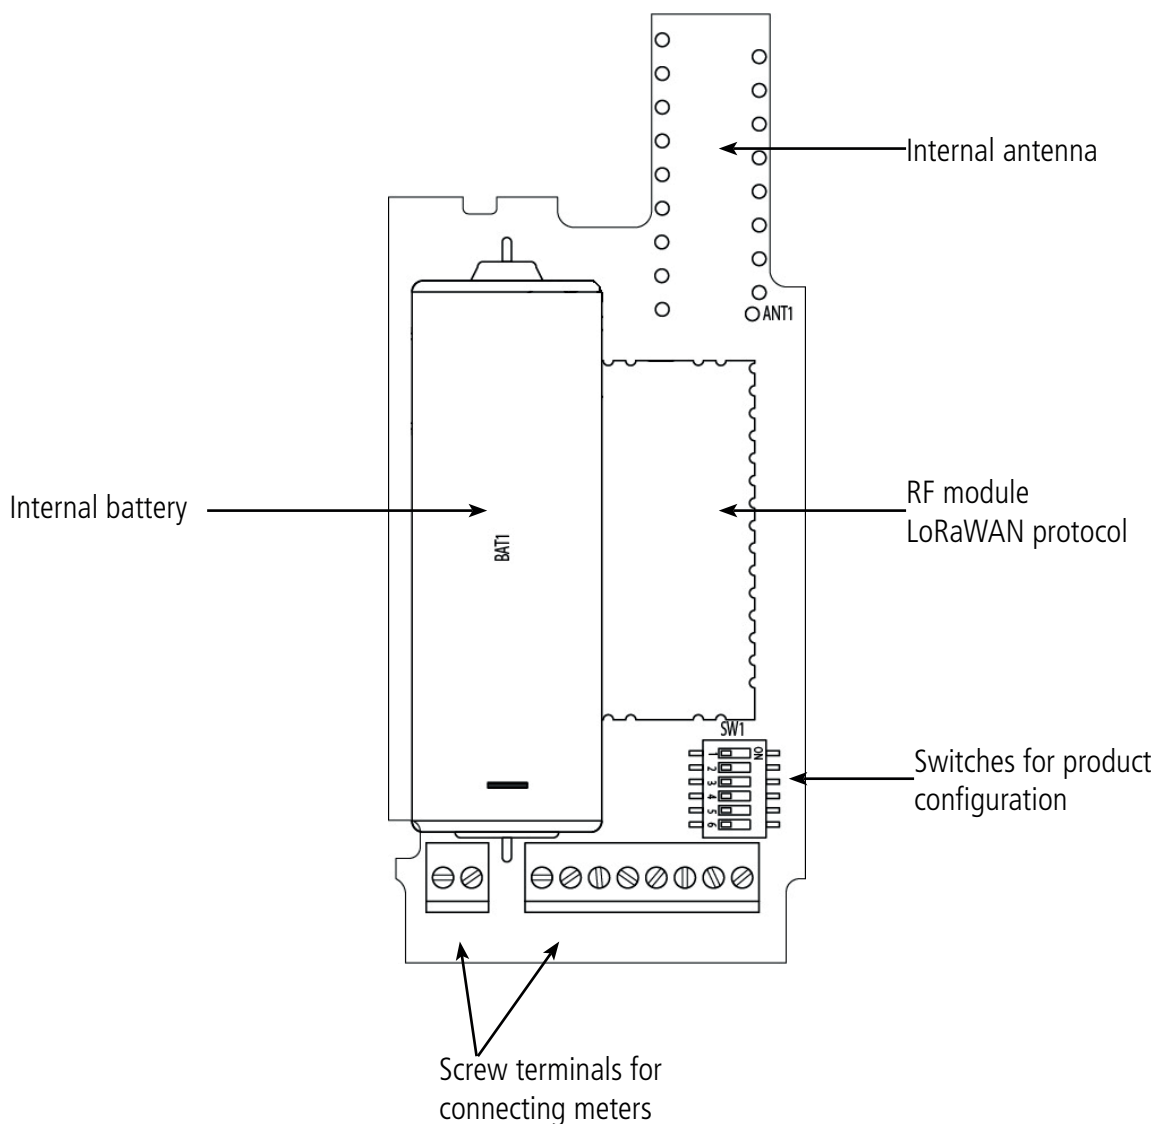 Internal antenna
ANT1
Internal battery
BAT1
RF module
LoRaWAN protocol
SW1
ON
1
2
3
4
5
6
Switches for product
configuration
Screw terminals for
connecting meters